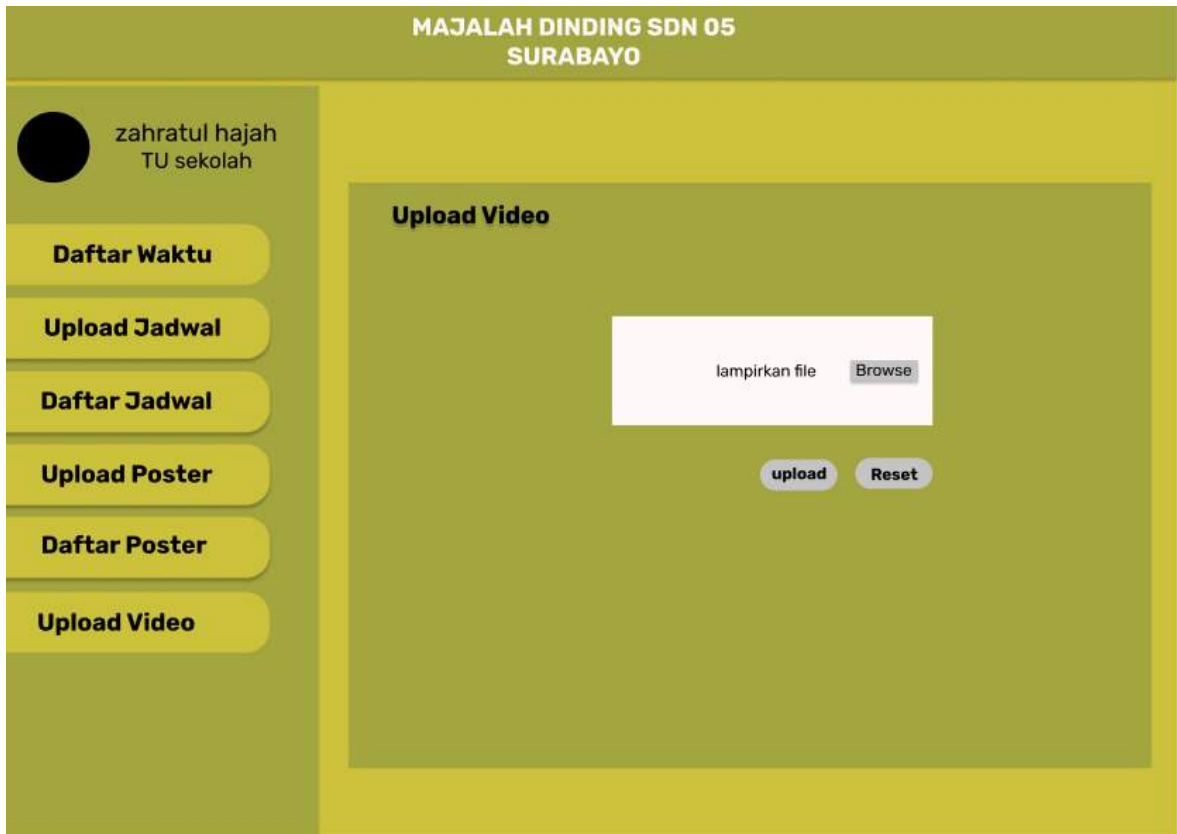 MAJALAH DINDING SDN 05
SURABAYO
zahratul hajah
TU sekolah
Daftar Waktu
Upload Jadwal
Daftar Jadwal
Upload Poster
Daftar Poster
Upload Video
Upload Video
lampirkan file
Browse
upload
Reset